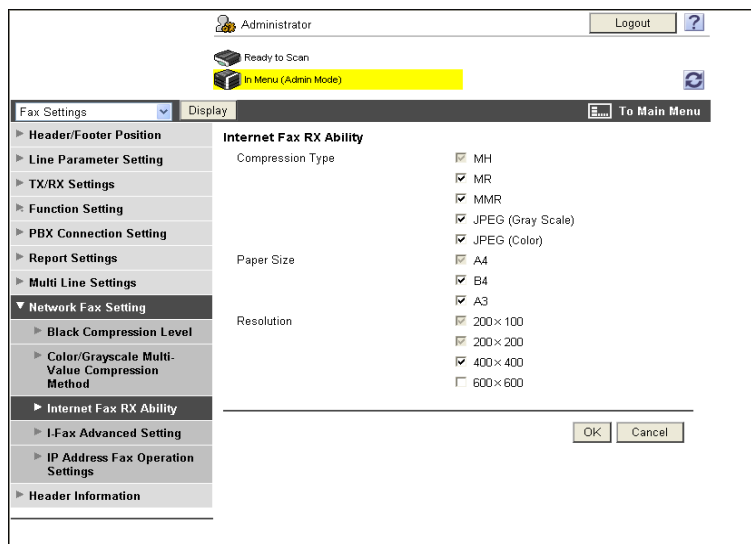 Administrator
Logout
?
Ready to Scan
In Menu (Admin Mode)
Fax Settings
Display
To Main Menu
Header/Footer Position
Line Parameter Setting
TX/RX Settings
Function Setting
PBX Connection Setting
Report Settings
Multi Line Settings
Network Fax Setting
Black Compression Level
Color/Grayscale Multi-
Value Compression
Method
Internet Fax RX Ability
I-Fax Advanced Setting
IP Address Fax Operation
Settings
Header Information
Internet Fax RX Ability
Compression Type
MH
MR
MMR
JPEG (Gray Scale)
JPEG (Color)
Paper Size
A4
B4
A3
Resolution
200×100
200×200
400×400
600×600
OK
Cancel